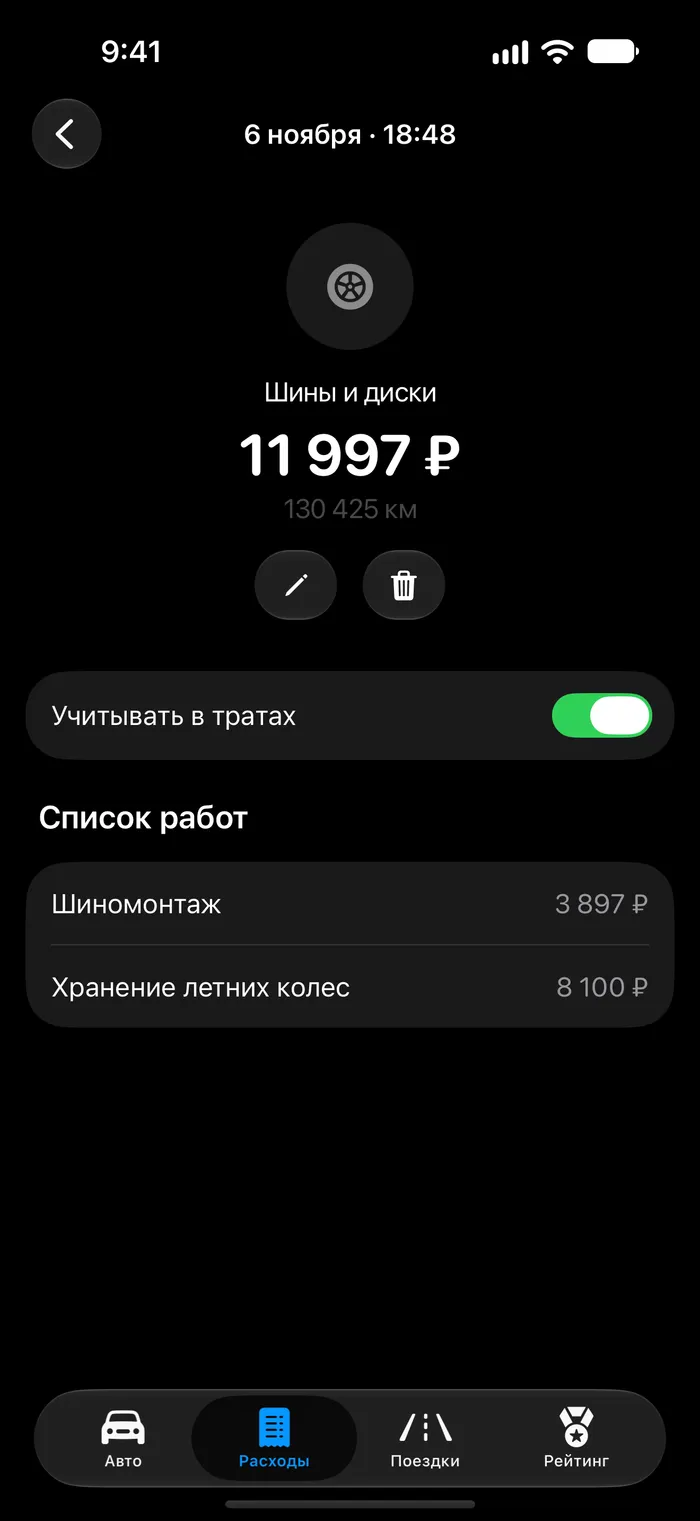 9:41
6 ноября · 18:48
Шины и диски
11 997 ₽
130 425 км
Учитывать в тратах
Список работ
Шиномонтаж 3 897 ₽
Хранение летних колес 8 100 ₽
Авто Расходы Поездки Рейтинг